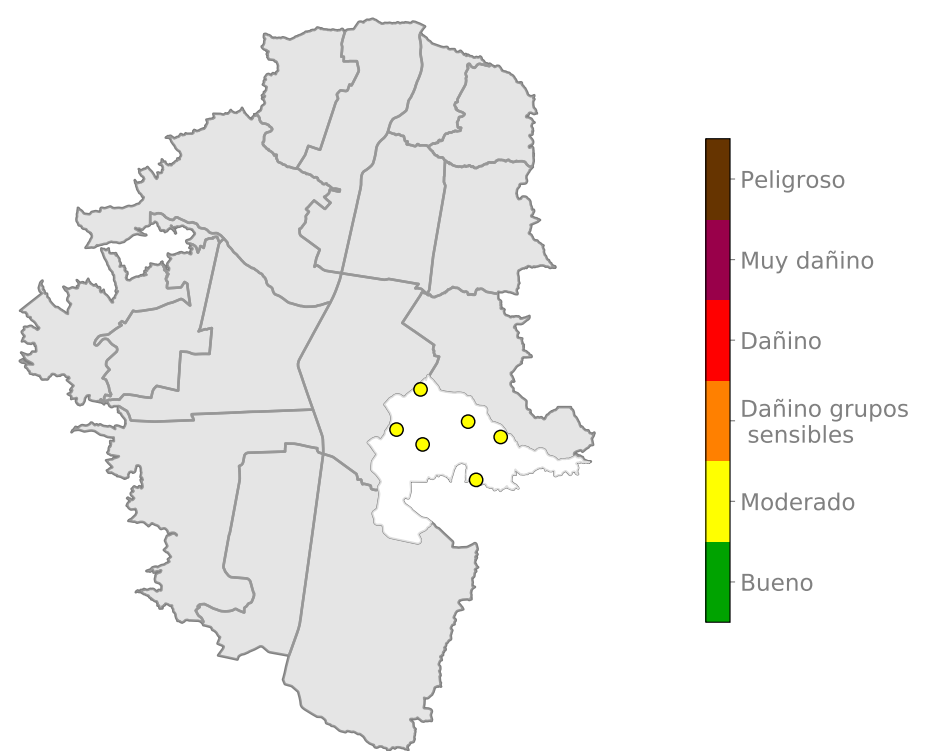 Peligroso
Muy dañino
Dañino
Dañino grupos
sensibles
Moderado
Bueno